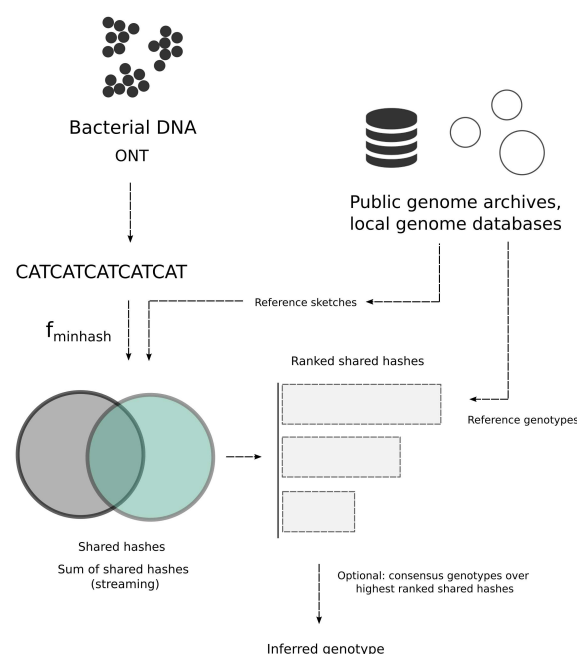 Bacterial DNA
ONT
Public genome archives,
local genome databases
CATCATCATCATCAT
Reference sketches
fminhash
Ranked shared hashes
Reference genotypes
Shared hashes
Sum of shared hashes
(streaming)
Optional: consensus genotypes over
highest ranked shared hashes
Inferred genotype